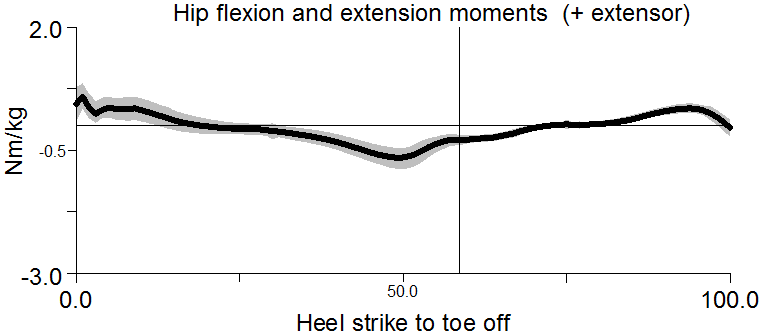 Hip flexion and extension moments (+ extensor)
2.0
Nm/kg
-0.5
-3.0
0.0
50.0
100.0
Heel strike to toe off